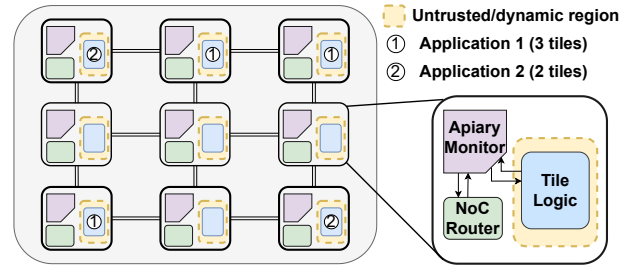 Untrusted/dynamic region
① Application 1 (3 tiles)
② Application 2 (2 tiles)
② ① ①
Apiary
Monitor
NoC
Router
Tile
Logic
① ②